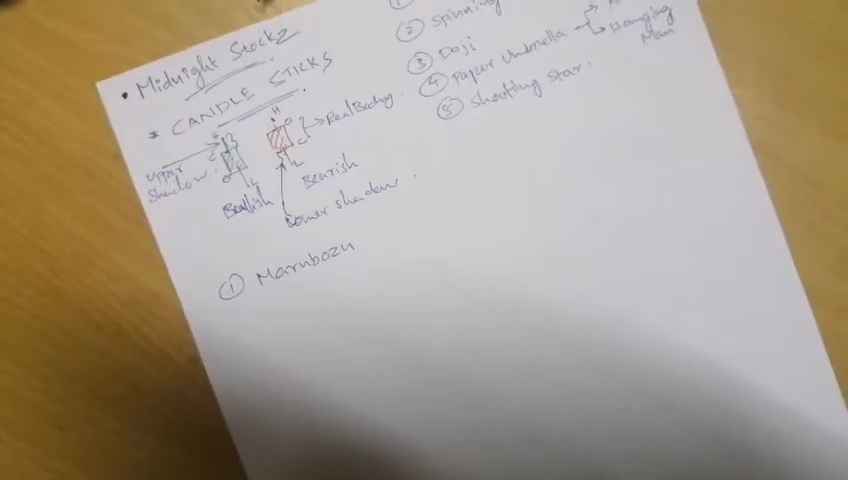 • Midnight Stockz
* CANDLE STICKS
H
H
O
Real Body
C
C
upper
shadow
O
L
L
Bullish
Bearish
Lower shadow
① Marubozu
①
② Spinning
③ Doji
④ Paper umbrella
Hanging
Man
⑤ Shooting star